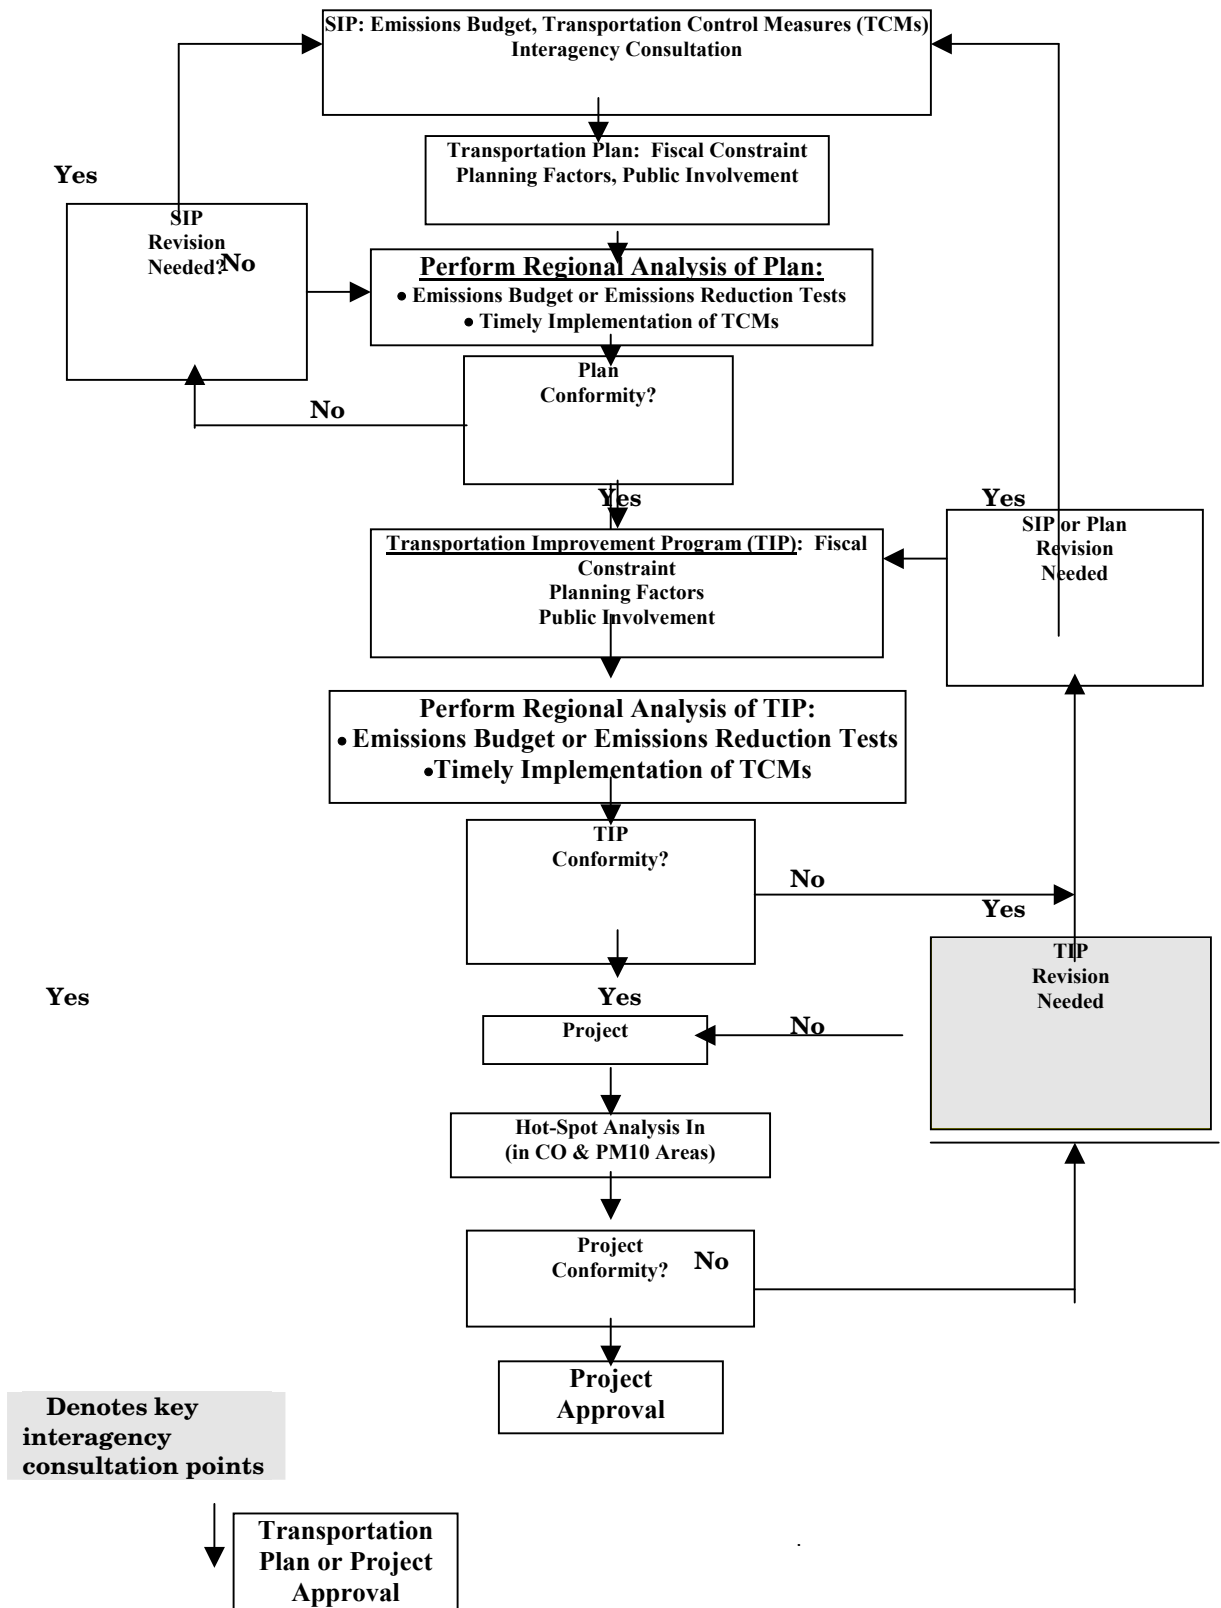 SIP: Emissions Budget, Transportation Control Measures (TCMs)
Interagency Consultation
Transportation Plan:  Fiscal Constraint
Planning Factors, Public Involvement
Yes
SIP
Revision
Needed?
No
Perform Regional Analysis of Plan:
● Emissions Budget or Emissions Reduction Tests
● Timely Implementation of TCMs
Plan
Conformity?
No
Yes
Yes
SIP or Plan
Revision
Needed
Transportation Improvement Program (TIP):  Fiscal
Constraint
Planning Factors
Public Involvement
Perform Regional Analysis of TIP:
● Emissions Budget or Emissions Reduction Tests
●Timely Implementation of TCMs
TIP
Conformity?
No
Yes
TIP
Revision
Needed
Yes
Yes
Project
No
Hot-Spot Analysis In
(in CO & PM10 Areas)
Project
Conformity?
No
Project
Approval
Denotes key
interagency
consultation points
Transportation
Plan or Project
Approval